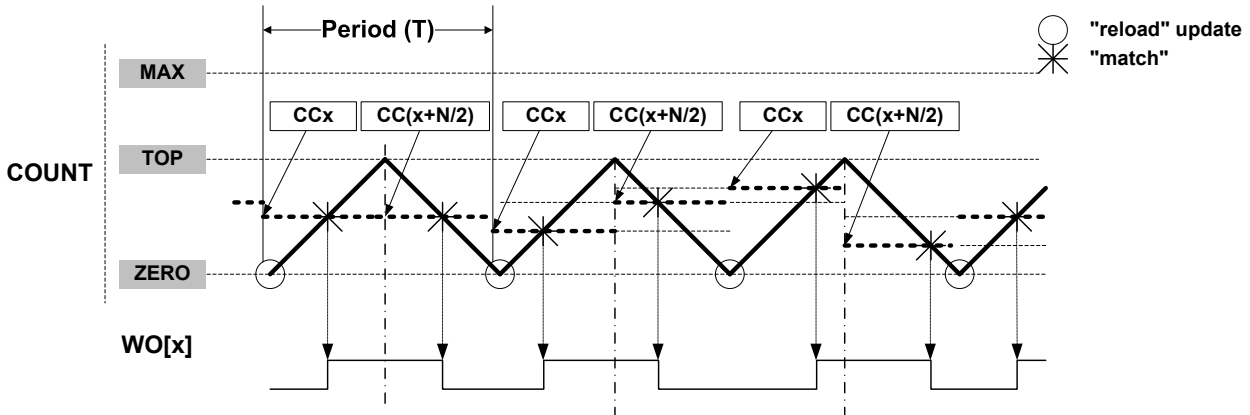 Period (T)
"reload" update
"match"
MAX
CCx
CC(x+N/2)
CCx
CC(x+N/2)
CCx
CC(x+N/2)
TOP
COUNT
ZERO
WO[x]